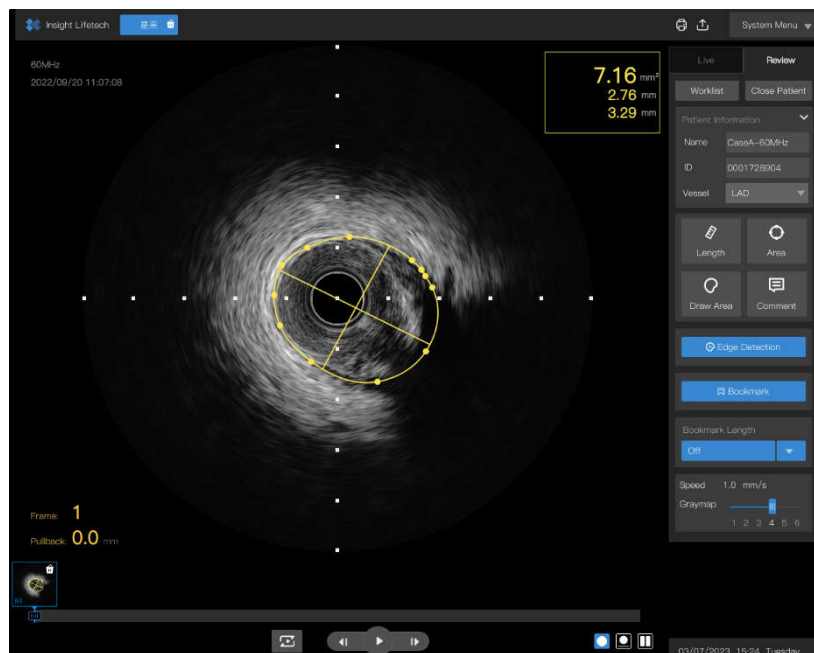 Insight Lifetech
System Menu
60MHz
2022/09/20 11:07:08
7.16 mm²
2.76 mm
3.29 mm
Live Review
Worklist Close Patient
Patient Information
Name CaseA-60MHz
ID 0001728904
Vessel LAD
Length Area
Draw Area Comment
Edge Detection
Bookmark
Bookmark Length
Off
Speed 1.0 mm/s
Graymap
1 2 3 4 5 6
Frame: 1
Pullback: 0.0 mm
03/07/2023 15:24 Tuesday